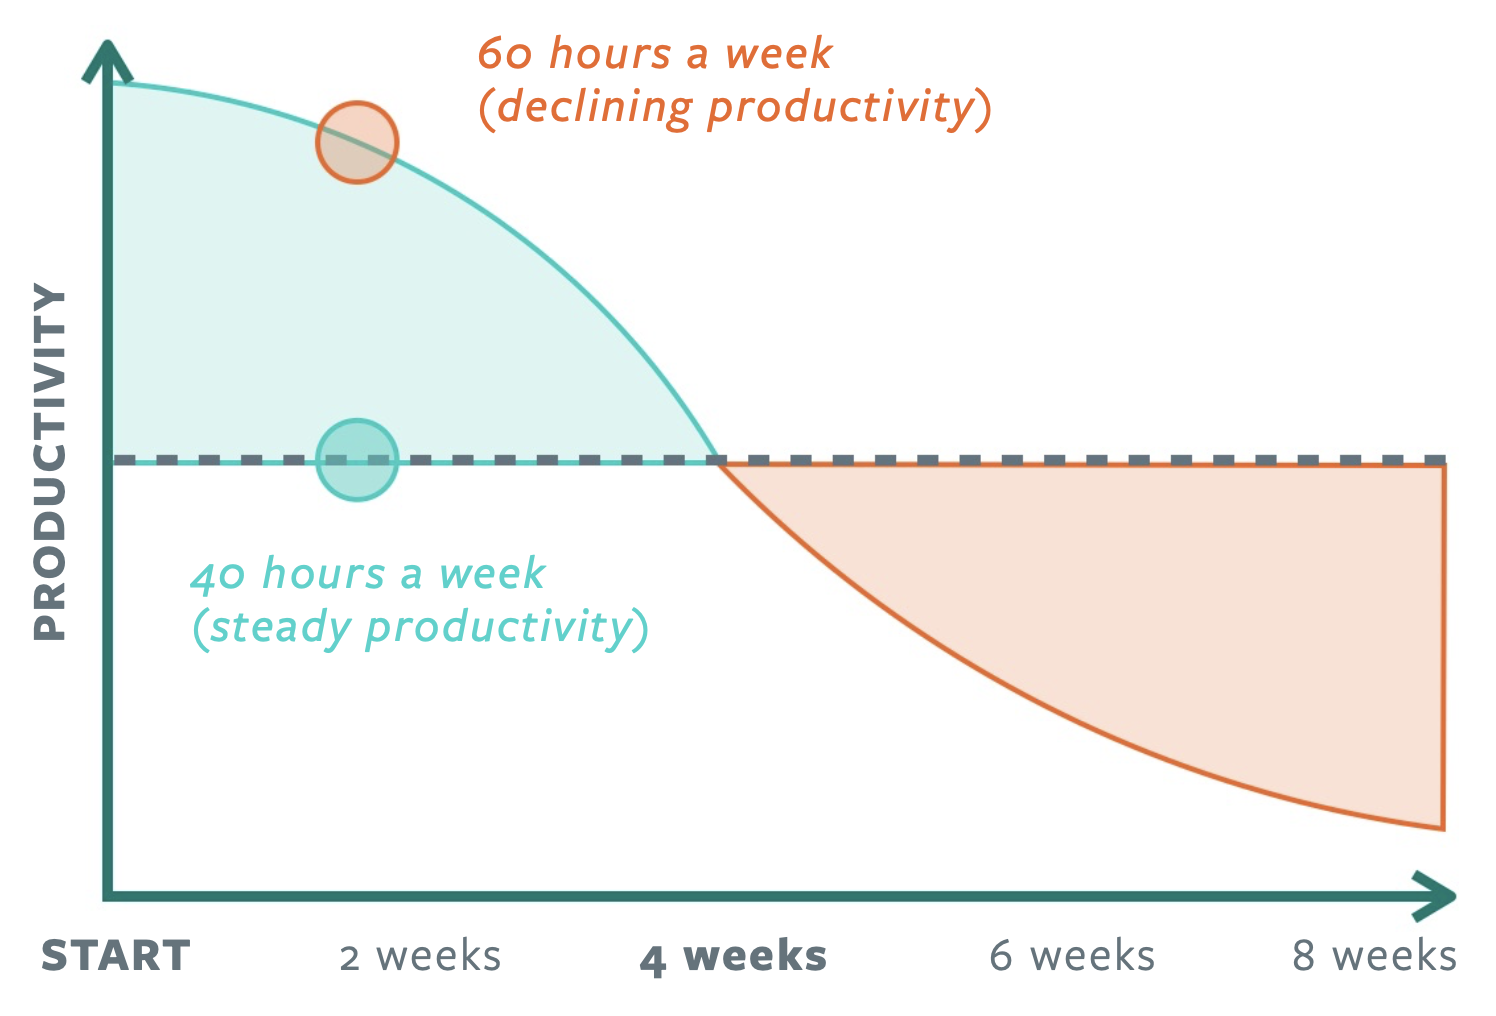 60 hours a week
(declining productivity)
PRODUCTIVITY
40 hours a week
(steady productivity)
START 2 weeks 4 weeks 6 weeks 8 weeks